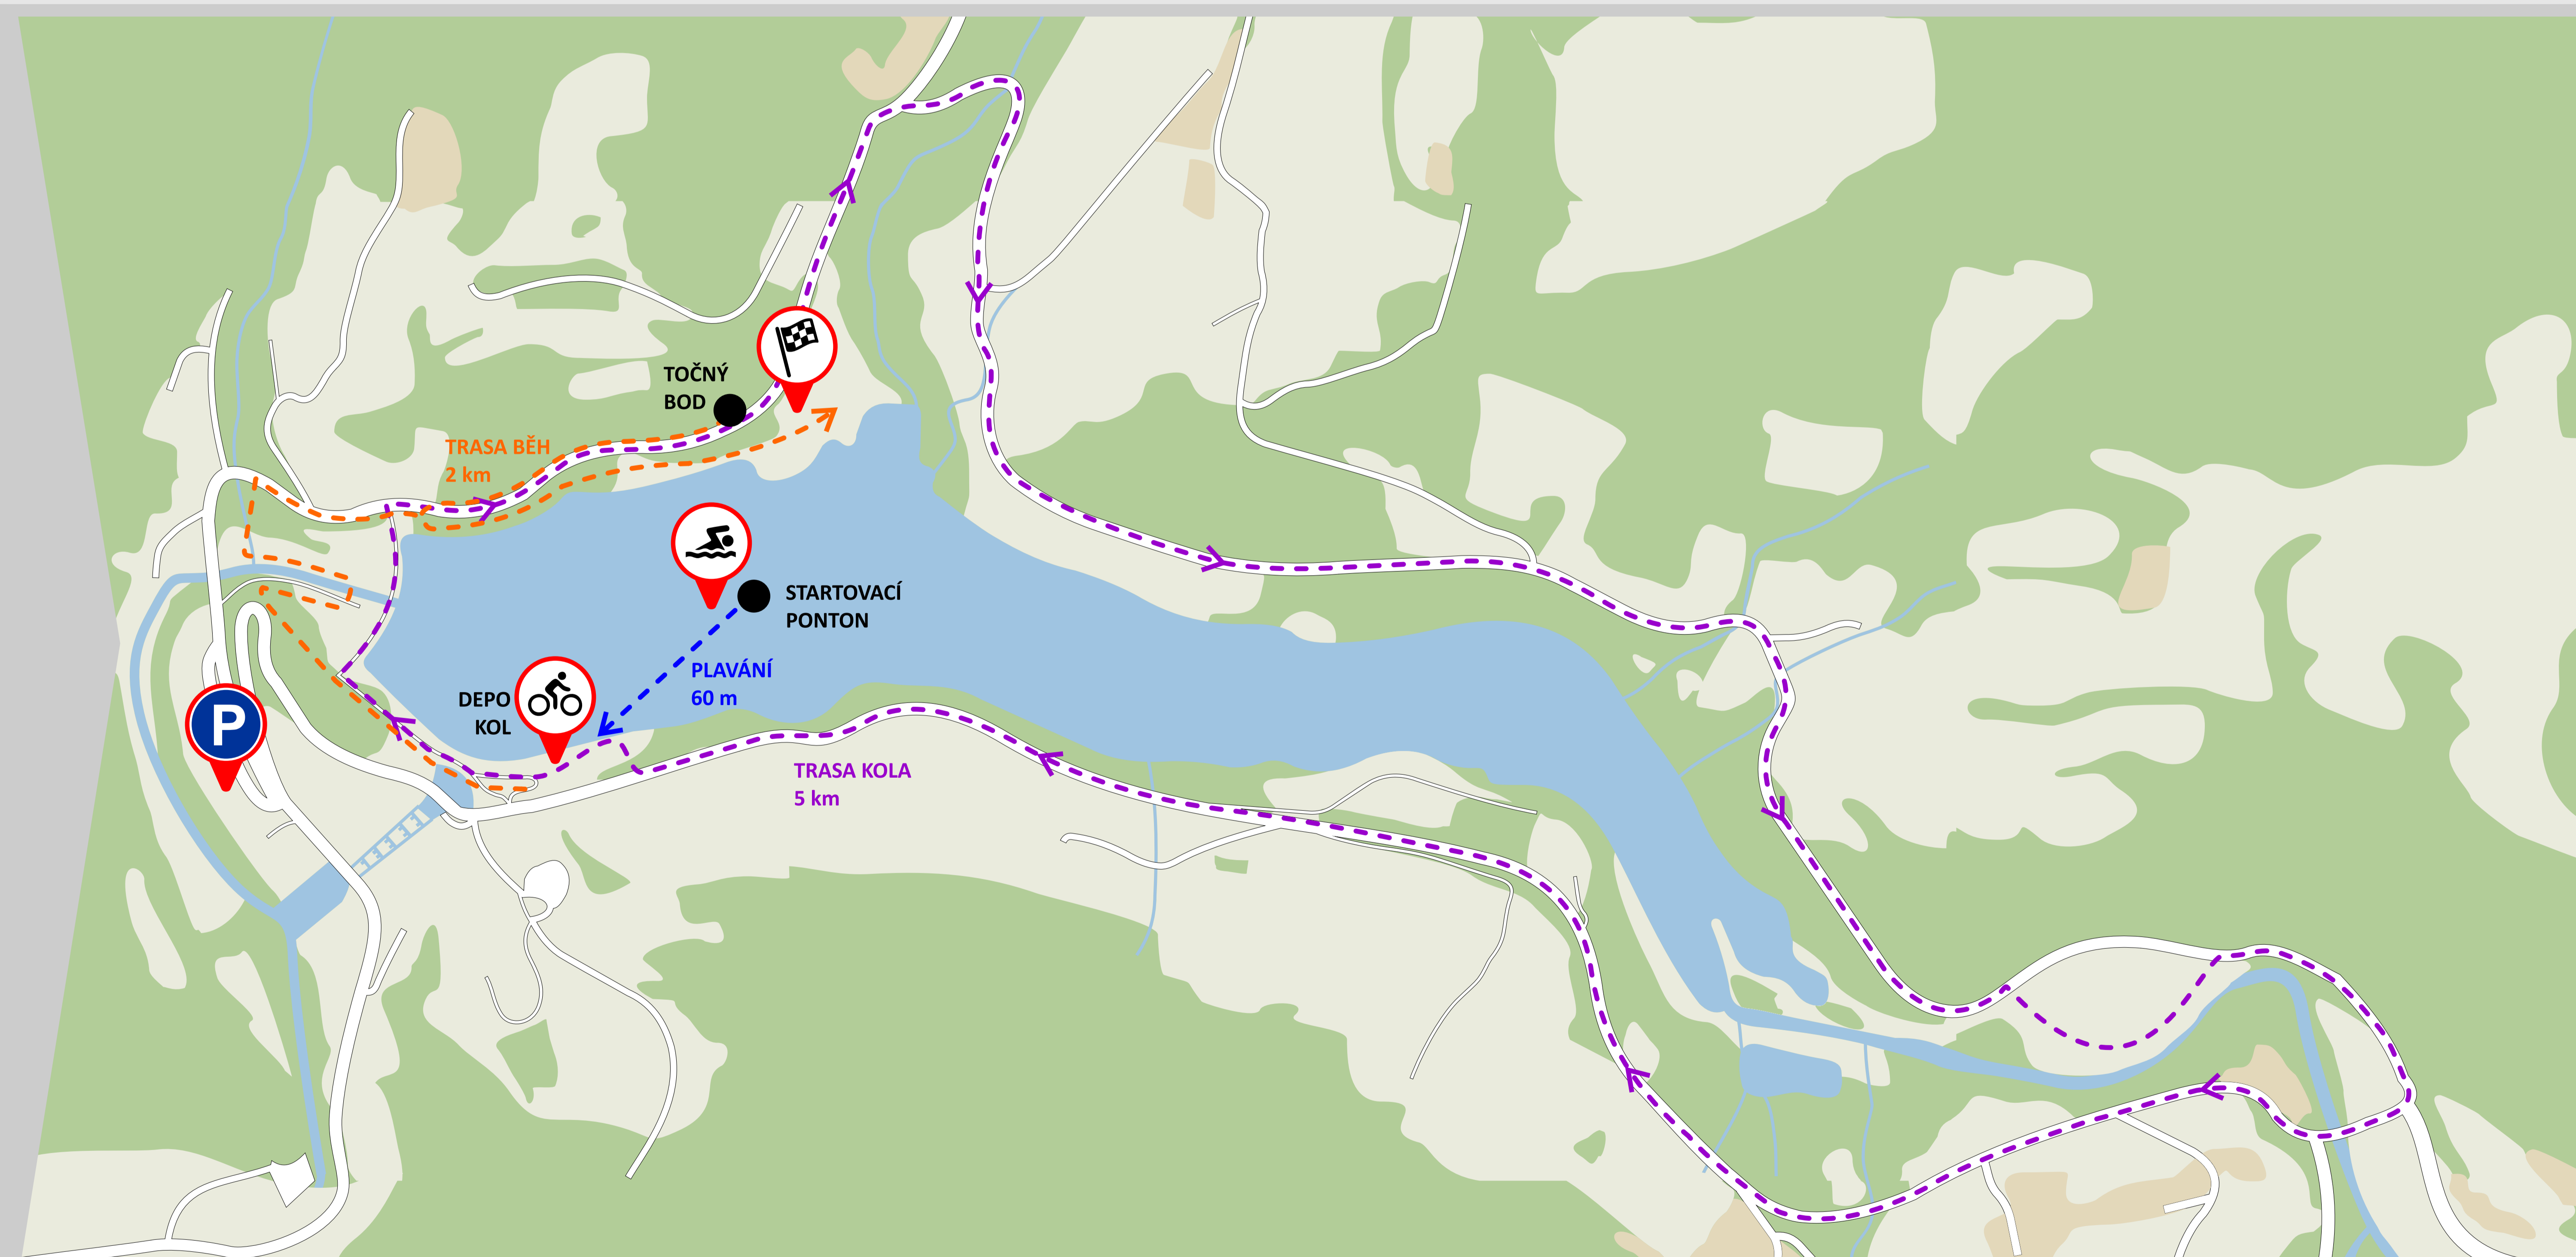 TOČNÝ
BOD
TRASA BĚH
2 km
STARTOVACÍ
PONTON
PLAVÁNÍ
60 m
DEPO
KOL
P
TRASA KOLA
5 km